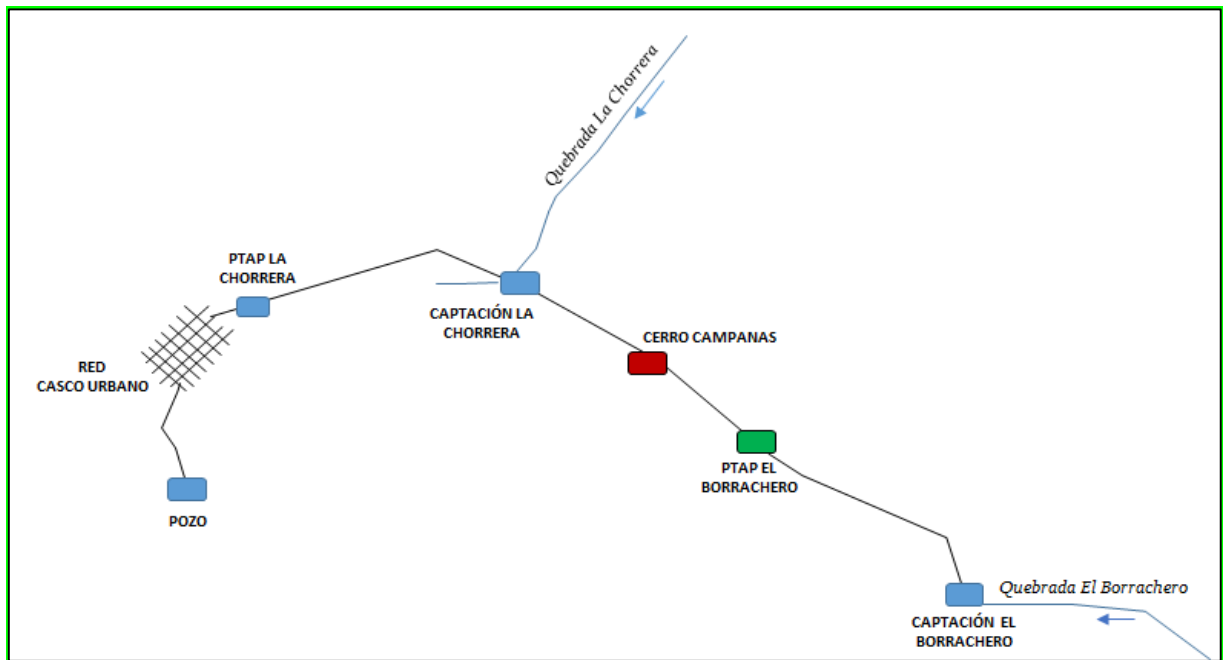 Quebrada La Chorrera
PTAP LA
CHORRERA
CAPTACIÓN LA
CHORRERA
CERRO CAMPANAS
RED
CASCO URBANO
PTAP EL
BORRACHERO
POZO
Quebrada El Borrachero
CAPTACIÓN EL
BORRACHERO